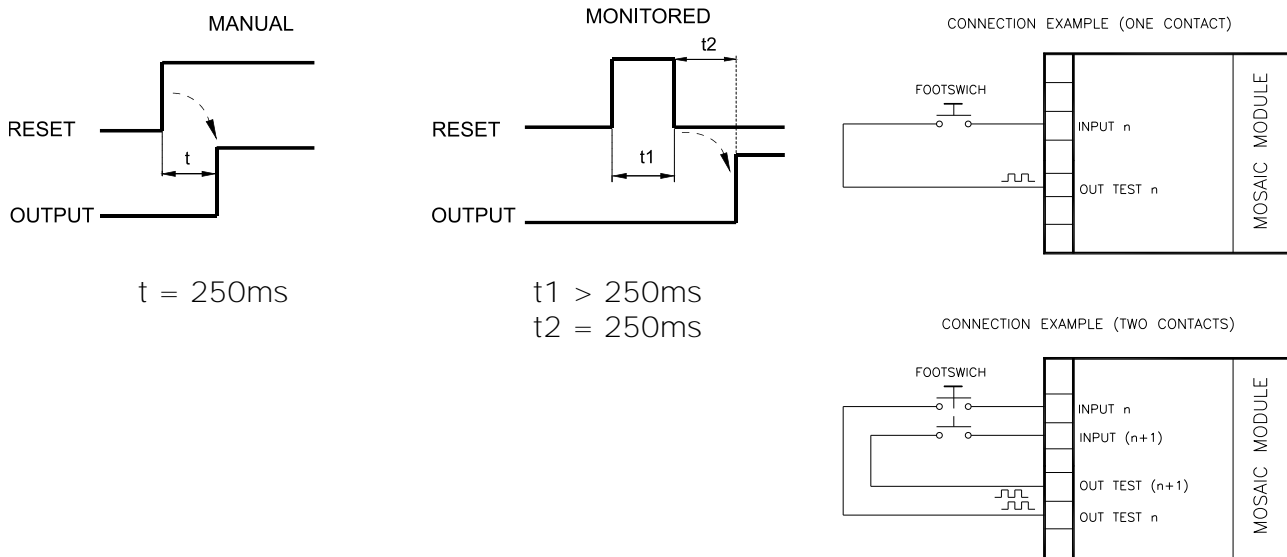 MANUAL
RESET
t
OUTPUT
t = 250ms
MONITORED
t2
RESET
t1
OUTPUT
t1 > 250ms
t2 = 250ms
CONNECTION EXAMPLE (ONE CONTACT)
FOOTSWICH
INPUT n
OUT TEST n
MOSAIC MODULE
CONNECTION EXAMPLE (TWO CONTACTS)
FOOTSWICH
INPUT n
INPUT (n+1)
OUT TEST (n+1)
OUT TEST n
MOSAIC MODULE